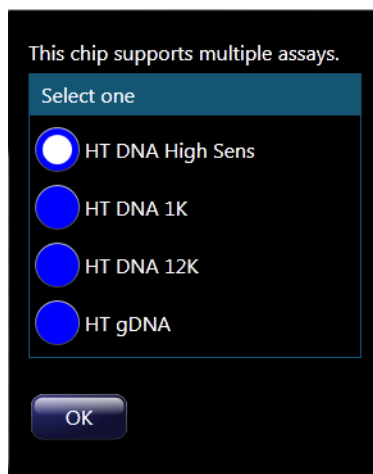 This chip supports multiple assays.
Select one
HT DNA High Sens
HT DNA 1K
HT DNA 12K
HT gDNA
OK